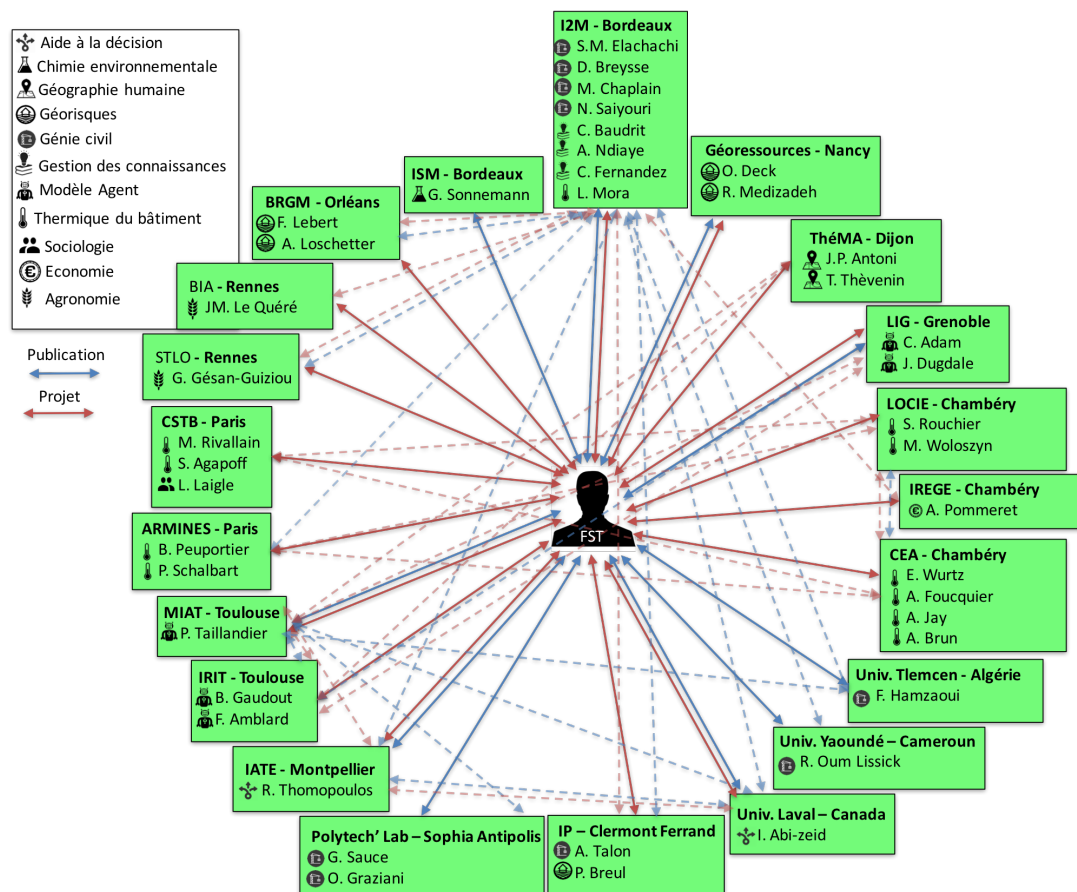 Aide à la décision
Chimie environnementale
Géographie humaine
Géorisques
Génie civil
Gestion des connaissances
Modèle Agent
Thermique du bâtiment
Sociologie
Economie
Agronomie
Publication
Projet
I2M - Bordeaux
S.M. Elachachi
D. Breysse
M. Chaplain
N. Saiyouri
C. Baudrit
A. Ndiaye
C. Fernandez
L. Mora
Géoressources - Nancy
O. Deck
R. Medizadeh
ThéMA - Dijon
J.P. Antoni
T. Thèvenin
LIG - Grenoble
C. Adam
J. Dugdale
LOCIE - Chambéry
S. Rouchier
M. Woloszyn
IREGE - Chambéry
A. Pommeret
CEA - Chambéry
E. Wurtz
A. Foucquier
A. Jay
A. Brun
Univ. Tlemcen - Algérie
F. Hamzaoui
Univ. Yaoundé – Cameroun
R. Oum Lissick
Univ. Laval – Canada
I. Abi-zeid
IP – Clermont Ferrand
A. Talon
P. Breul
Polytech' Lab – Sophia Antipolis
G. Sauce
O. Graziani
IATE - Montpellier
R. Thomopoulos
IRIT - Toulouse
B. Gaudout
F. Amblard
MIAT - Toulouse
P. Taillandier
ARMINES - Paris
B. Peuportier
P. Schalbart
CSTB - Paris
M. Rivallain
S. Agapoff
L. Laigle
STLO - Rennes
G. Gésan-Guiziou
BIA - Rennes
JM. Le Quéré
BRGM - Orléans
F. Lebert
A. Loschetter
ISM - Bordeaux
G. Sonnemann
FST